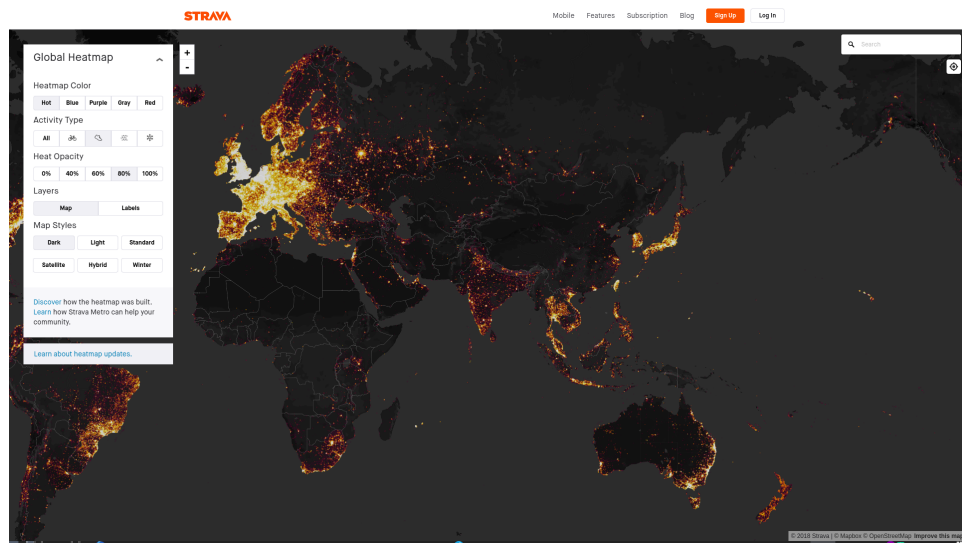 STRAVA
Mobile Features Subscription Blog Sign Up Log In
Global Heatmap
+
-
Search
Heatmap Color
Hot Blue Purple Gray Red
Activity Type
All
Heat Opacity
0% 40% 60% 80% 100%
Layers
Map Labels
Map Styles
Dark Light Standard
Satellite Hybrid Winter
Discover how the heatmap was built.
Learn how Strava Metro can help your
community.
Learn about heatmap updates.
© 2018 Strava | © Mapbox © OpenStreetMap Improve this map